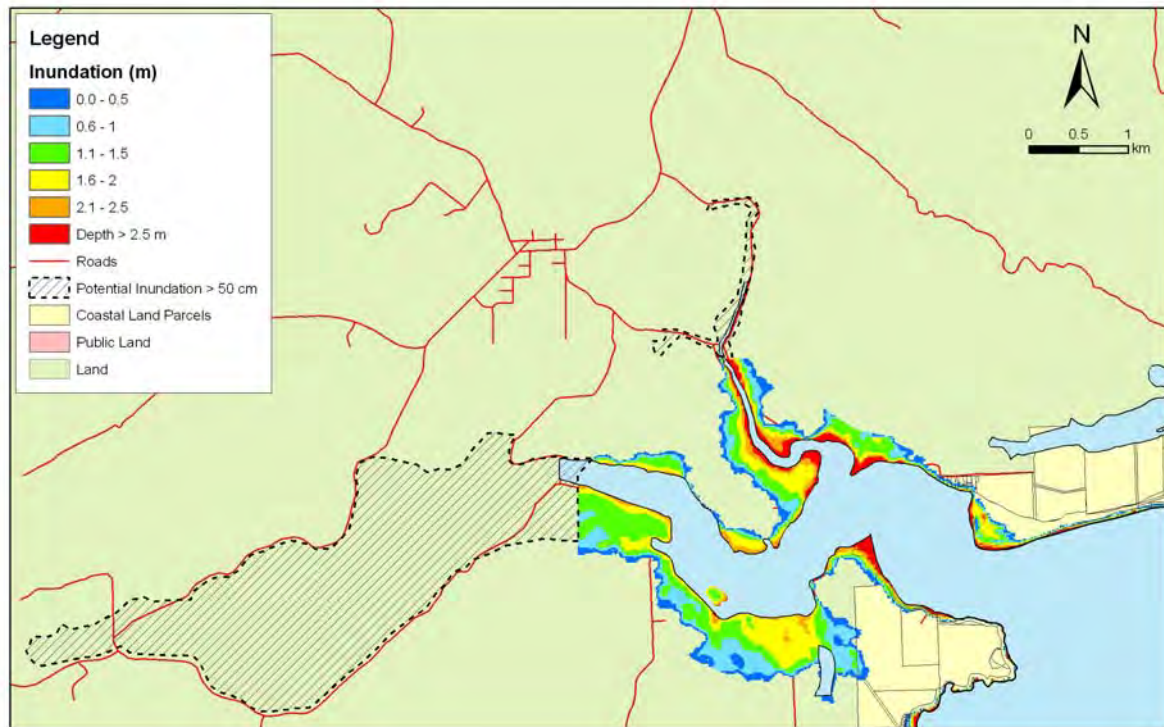 Legend
Inundation (m)
0.0 - 0.5
0.6 - 1
1.1 - 1.5
1.6 - 2
2.1 - 2.5
Depth > 2.5 m
Roads
Potential Inundation > 50 cm
Coastal Land Parcels
Public Land
Land
N
0 0.5 1
km